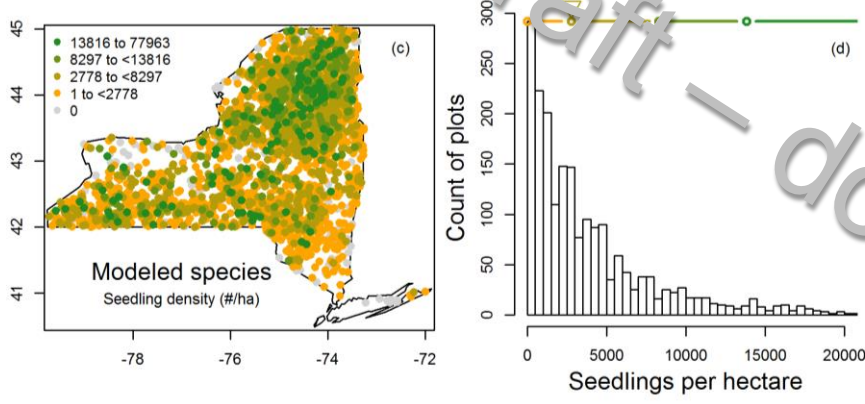 45
44
43
42
41
(c)
13816 to 77963
8297 to <13816
2778 to <8297
1 to <2778
0
Modeled species
Seedling density (#/ha)
-78
-76
-74
-72
300
250
200
150
100
50
0
Count of plots
(d)
0
5000
10000
15000
20000
Seedlings per hectare